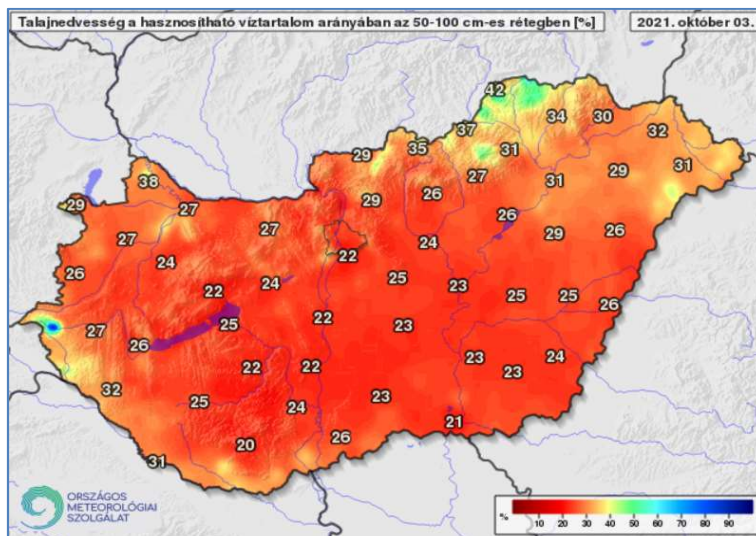 Talajnedvesség a hasznosítható víztartalom arányában az 50-100 cm-es rétegben [%]
2021. október 03.
42
37 34 30 32
35 31
29 31 29 31
38 27
29 27 29 26
27 27 26 29 26
24 22 24
26 24 25 23 25 25 26
22
27 25 22 23
26
22 22 23 23 24
32 25 24 23
20 26 21
31
ORSZÁGOS
METEOROLÓGIAI
SZOLGÁLAT
% 10 20 30 40 50 60 70 80 90